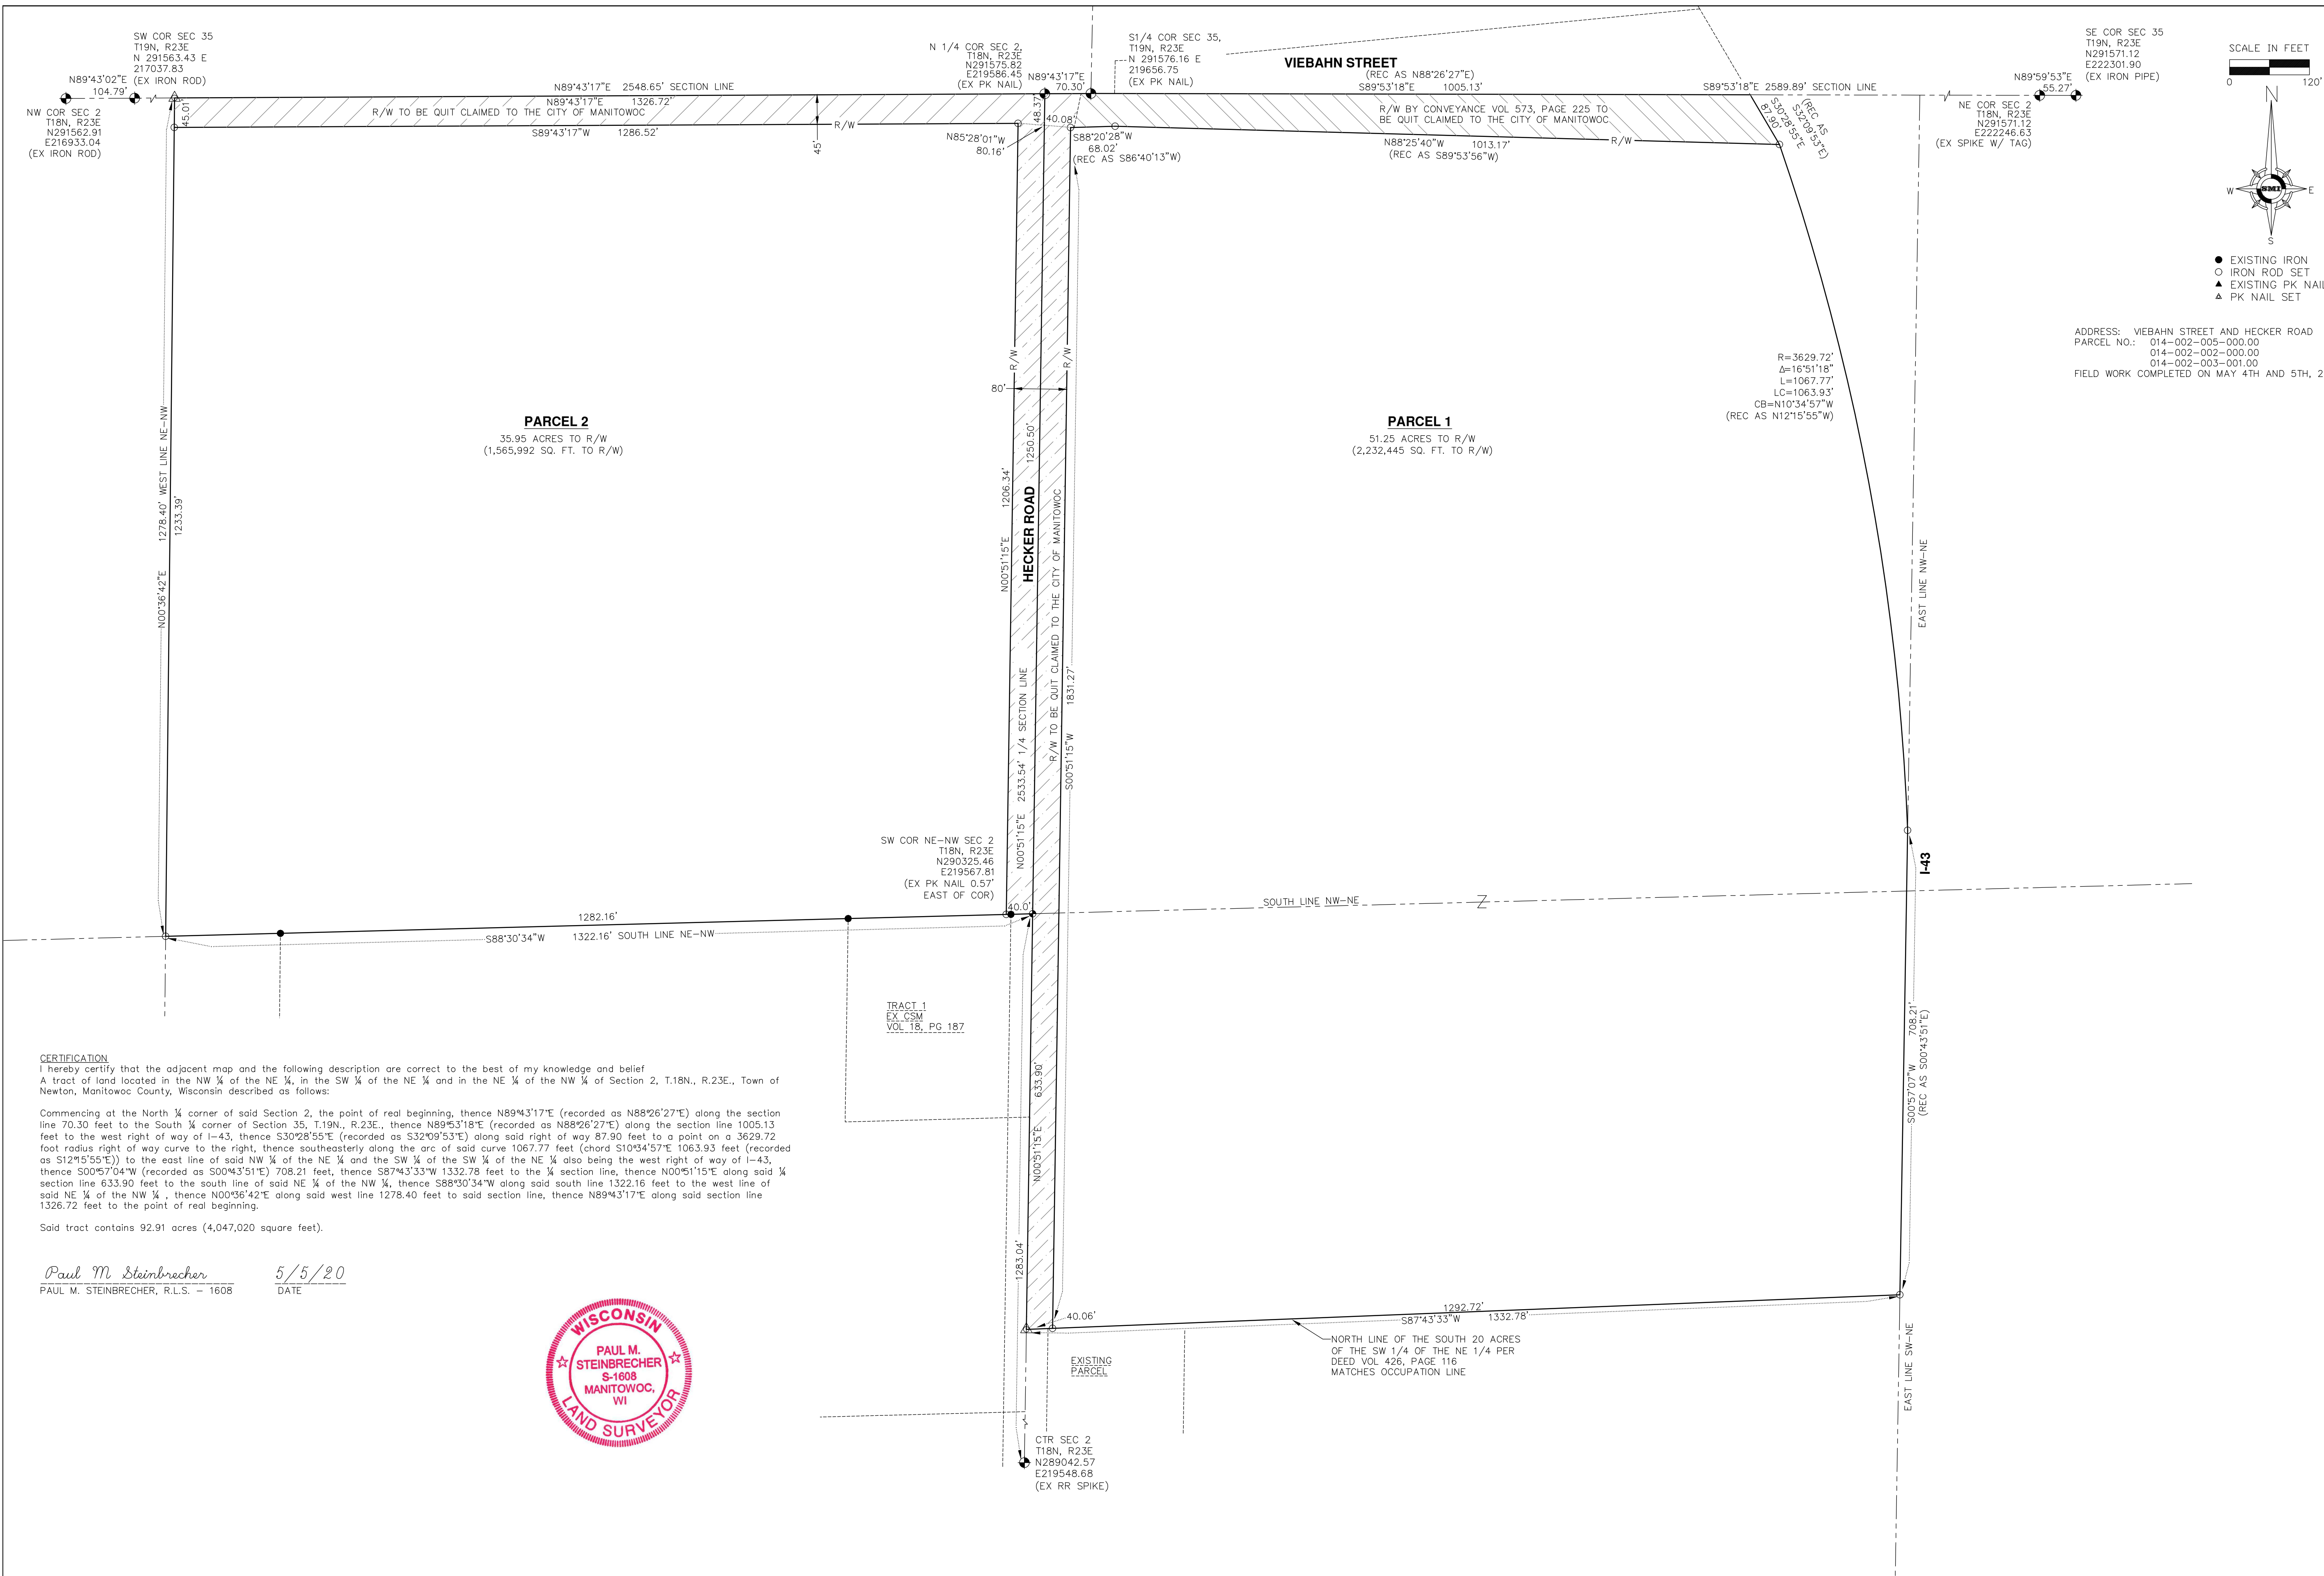 SW COR SEC 35
T19N, R23E
N 291563.43 E
217037.83
(EX IRON ROD)
N89°43'02"E
104.79'
NW COR SEC 2
T18N, R23E
N291562.91
E216933.04
(EX IRON ROD)
N89°43'17"E 2548.65' SECTION LINE
N89°43'17"E 1326.72'
R/W TO BE QUIT CLAIMED TO THE CITY OF MANITOWOC
S89°43'17"W 1286.52'
R/W
45.01'
45'
N 1/4 COR SEC 2,
T18N, R23E
N291575.82
E219586.45
(EX PK NAIL)
N89°43'17"E
70.30'
S1/4 COR SEC 35,
T19N, R23E
N 291576.16 E
219656.75
(EX PK NAIL)
VIEBAHN STREET
(REC AS N88°26'27"E)
S89°53'18"E 1005.13'
S89°53'18"E 2589.89' SECTION LINE
R/W BY CONVEYANCE VOL 573, PAGE 225 TO
BE QUIT CLAIMED TO THE CITY OF MANITOWOC
N88°25'40"W 1013.17'
(REC AS S89°53'56"W)
R/W
48.37'
40.08'
N85°28'01"W
80.16'
S88°20'28"W
68.02'
(REC AS S86°40'13"W)
(REC AS
S32°09'53"E)
S30°28'55"E
87.90'
SE COR SEC 35
T19N, R23E
N291571.12
E222301.90
(EX IRON PIPE)
N89°59'53"E
55.27'
NE COR SEC 2
T18N, R23E
N291571.12
E222246.63
(EX SPIKE W/ TAG)
SCALE IN FEET
0 120'
N
W SMI E
S
EXISTING IRON
IRON ROD SET
EXISTING PK NAIL
PK NAIL SET
ADDRESS: VIEBAHN STREET AND HECKER ROAD
PARCEL NO.: 014-002-005-000.00
014-002-002-000.00
014-002-003-001.00
FIELD WORK COMPLETED ON MAY 4TH AND 5TH, 2
R=3629.72'
Δ=16°51'18"
L=1067.77'
LC=1063.93'
CB=N10°34'57"W
(REC AS N12°15'55"W)
PARCEL 2
35.95 ACRES TO R/W
(1,565,992 SQ. FT. TO R/W)
PARCEL 1
51.25 ACRES TO R/W
(2,232,445 SQ. FT. TO R/W)
N00°36'42"E 1278.40' WEST LINE NE-NW
1233.39'
R/W
R/W
80'
N00°51'15"E 1206.34'
1250.50'
HECKER ROAD
N00°51'15"E 2533.54' 1/4 SECTION LINE
R/W TO BE QUIT CLAIMED TO THE CITY OF MANITOWOC
S00°51'15"W 1831.27'
EAST LINE NW-NE
I-43
SW COR NE-NW SEC 2
T18N, R23E
N290325.46
E219567.81
(EX PK NAIL 0.57'
EAST OF COR)
40.0'
SOUTH LINE NW-NE
Z
1282.16'
S88°30'34"W 1322.16' SOUTH LINE NE-NW
TRACT 1
EX CSM
VOL 18, PG 187
N00°51'15"E 633.90'
1283.04'
S00°57'07"W 708.21'
(REC AS S00°43'51"E)
40.06'
1292.72'
S87°43'33"W 1332.78'
NORTH LINE OF THE SOUTH 20 ACRES
OF THE SW 1/4 OF THE NE 1/4 PER
DEED VOL 426, PAGE 116
MATCHES OCCUPATION LINE
EXISTING
PARCEL
EAST LINE SW-NE
CTR SEC 2
T18N, R23E
N289042.57
E219548.68
(EX RR SPIKE)
CERTIFICATION
I hereby certify that the adjacent map and the following description are correct to the best of my knowledge and belief
A tract of land located in the NW ¼ of the NE ¼, in the SW ¼ of the NE ¼ and in the NE ¼ of the NW ¼ of Section 2, T.18N., R.23E., Town of
Newton, Manitowoc County, Wisconsin described as follows:
Commencing at the North ¼ corner of said Section 2, the point of real beginning, thence N89°43'17"E (recorded as N88°26'27"E) along the section
line 70.30 feet to the South ¼ corner of Section 35, T.19N., R.23E., thence N89°53'18"E (recorded as N88°26'27"E) along the section line 1005.13
feet to the west right of way of I-43, thence S30°28'55"E (recorded as S32°09'53"E) along said right of way 87.90 feet to a point on a 3629.72
foot radius right of way curve to the right, thence southeasterly along the arc of said curve 1067.77 feet (chord S10°34'57"E 1063.93 feet (recorded
as S12°15'55"E)) to the east line of said NW ¼ of the NE ¼ and the SW ¼ of the NE ¼ also being the west right of way of I-43,
thence S00°57'04"W (recorded as S00°43'51"E) 708.21 feet, thence S87°43'33"W 1332.78 feet to the ¼ section line, thence N00°51'15"E along said ¼
section line 633.90 feet to the south line of said NE ¼ of the NW ¼, thence S88°30'34"W along said south line 1322.16 feet to the west line of
said NE ¼ of the NW ¼ , thence N00°36'42"E along said west line 1278.40 feet to said section line, thence N89°43'17"E along said section line
1326.72 feet to the point of real beginning.
Said tract contains 92.91 acres (4,047,020 square feet).
Paul M Steinbrecher 5/5/20
PAUL M. STEINBRECHER, R.L.S. - 1608 DATE
WISCONSIN
PAUL M.
STEINBRECHER
S-1608
MANITOWOC,
WI
LAND SURVEYOR